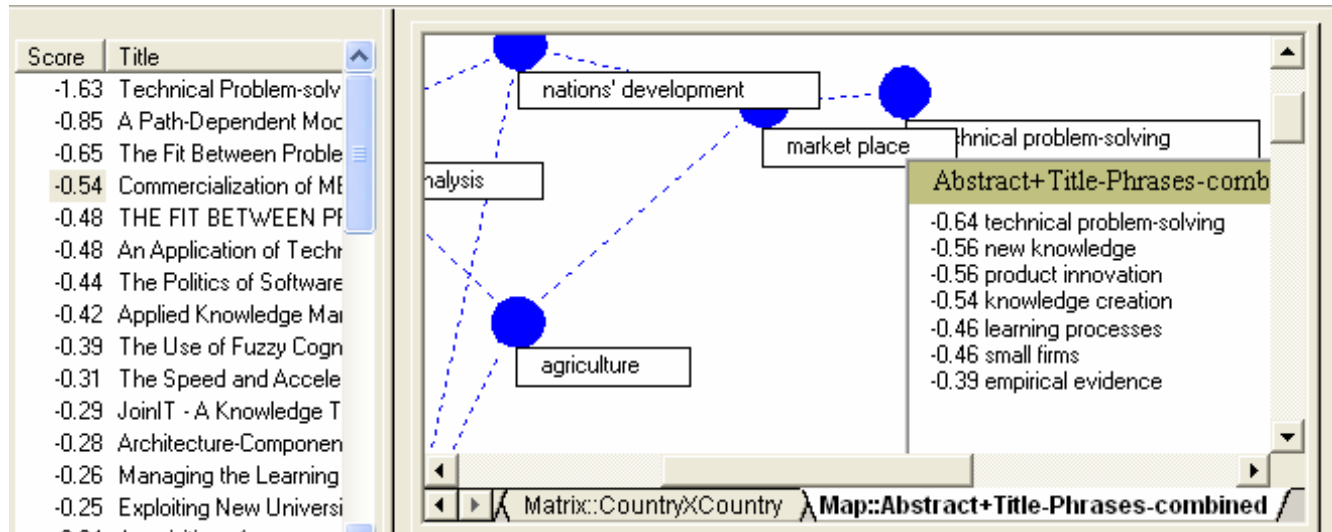 Score Title
-1.63 Technical Problem-solv
-0.85 A Path-Dependent Moc
-0.65 The Fit Between Proble
-0.54 Commercialization of ME
-0.48 THE FIT BETWEEN PF
-0.48 An Application of Techr
-0.44 The Politics of Software
-0.42 Applied Knowledge Mar
-0.39 The Use of Fuzzy Cogn
-0.31 The Speed and Accele
-0.29 JoinIT - A Knowledge T
-0.28 Architecture-Componen
-0.26 Managing the Learning
-0.25 Exploiting New Universi
nations' development
market place
hnical problem-solving
nalysis
agriculture
Abstract+Title-Phrases-comb
-0.64 technical problem-solving
-0.56 new knowledge
-0.56 product innovation
-0.54 knowledge creation
-0.46 learning processes
-0.46 small firms
-0.39 empirical evidence
Matrix::CountryXCountry Map::Abstract+Title-Phrases-combined